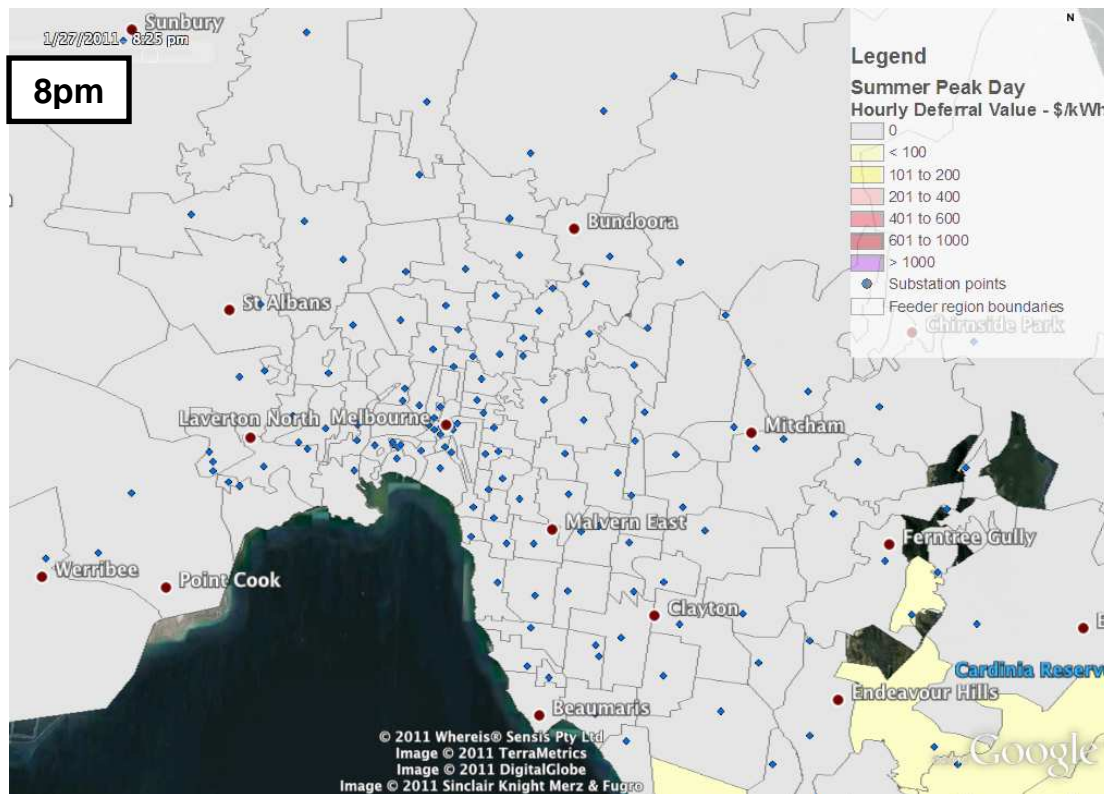 Sunbury
1/27/2011 8:25 pm
8pm
N
Legend
Summer Peak Day
Hourly Deferral Value - $/kWh
0
< 100
101 to 200
201 to 400
401 to 600
601 to 1000
> 1000
Substation points
Feeder region boundaries
Bundoora
St Albans
Chirnside Park
Laverton North
Melbourne
Mitcham
Malvern East
Ferntree Gully
Werribee
Point Cook
Clayton
Cardinia Reserv
Endeavour Hills
Beaumaris
© 2011 Whereis® Sensis Pty Ltd
Image © 2011 TerraMetrics
Image © 2011 DigitalGlobe
Image © 2011 Sinclair Knight Merz & Fugro
Google